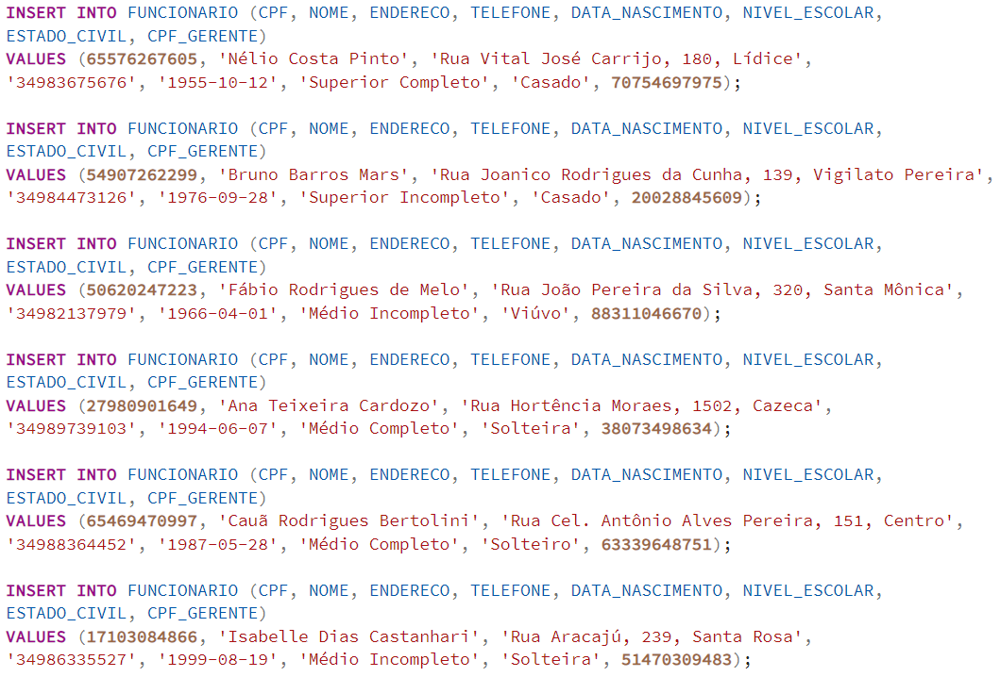 INSERT INTO FUNCIONARIO (CPF, NOME, ENDERECO, TELEFONE, DATA_NASCIMENTO, NIVEL_ESCOLAR,
ESTADO_CIVIL, CPF_GERENTE)
VALUES (65576267605, 'Nélio Costa Pinto', 'Rua Vital José Carrijo, 180, Lídice',
'34983675676', '1955-10-12', 'Superior Completo', 'Casado', 70754697975);

INSERT INTO FUNCIONARIO (CPF, NOME, ENDERECO, TELEFONE, DATA_NASCIMENTO, NIVEL_ESCOLAR,
ESTADO_CIVIL, CPF_GERENTE)
VALUES (54907262299, 'Bruno Barros Mars', 'Rua Joanico Rodrigues da Cunha, 139, Vigilato Pereira',
'34984473126', '1976-09-28', 'Superior Incompleto', 'Casado', 20028845609);

INSERT INTO FUNCIONARIO (CPF, NOME, ENDERECO, TELEFONE, DATA_NASCIMENTO, NIVEL_ESCOLAR,
ESTADO_CIVIL, CPF_GERENTE)
VALUES (50620247223, 'Fábio Rodrigues de Melo', 'Rua João Pereira da Silva, 320, Santa Mônica',
'34982137979', '1966-04-01', 'Médio Incompleto', 'Viúvo', 88311046670);

INSERT INTO FUNCIONARIO (CPF, NOME, ENDERECO, TELEFONE, DATA_NASCIMENTO, NIVEL_ESCOLAR,
ESTADO_CIVIL, CPF_GERENTE)
VALUES (27980901649, 'Ana Teixeira Cardozo', 'Rua Hortência Moraes, 1502, Cazeca',
'34989739103', '1994-06-07', 'Médio Completo', 'Solteira', 38073498634);

INSERT INTO FUNCIONARIO (CPF, NOME, ENDERECO, TELEFONE, DATA_NASCIMENTO, NIVEL_ESCOLAR,
ESTADO_CIVIL, CPF_GERENTE)
VALUES (65469470997, 'Cauã Rodrigues Bertolini', 'Rua Cel. Antônio Alves Pereira, 151, Centro',
'34988364452', '1987-05-28', 'Médio Completo', 'Solteiro', 63339648751);

INSERT INTO FUNCIONARIO (CPF, NOME, ENDERECO, TELEFONE, DATA_NASCIMENTO, NIVEL_ESCOLAR,
ESTADO_CIVIL, CPF_GERENTE)
VALUES (17103084866, 'Isabelle Dias Castanhari', 'Rua Aracajú, 239, Santa Rosa',
'34986335527', '1999-08-19', 'Médio Incompleto', 'Solteira', 51470309483);